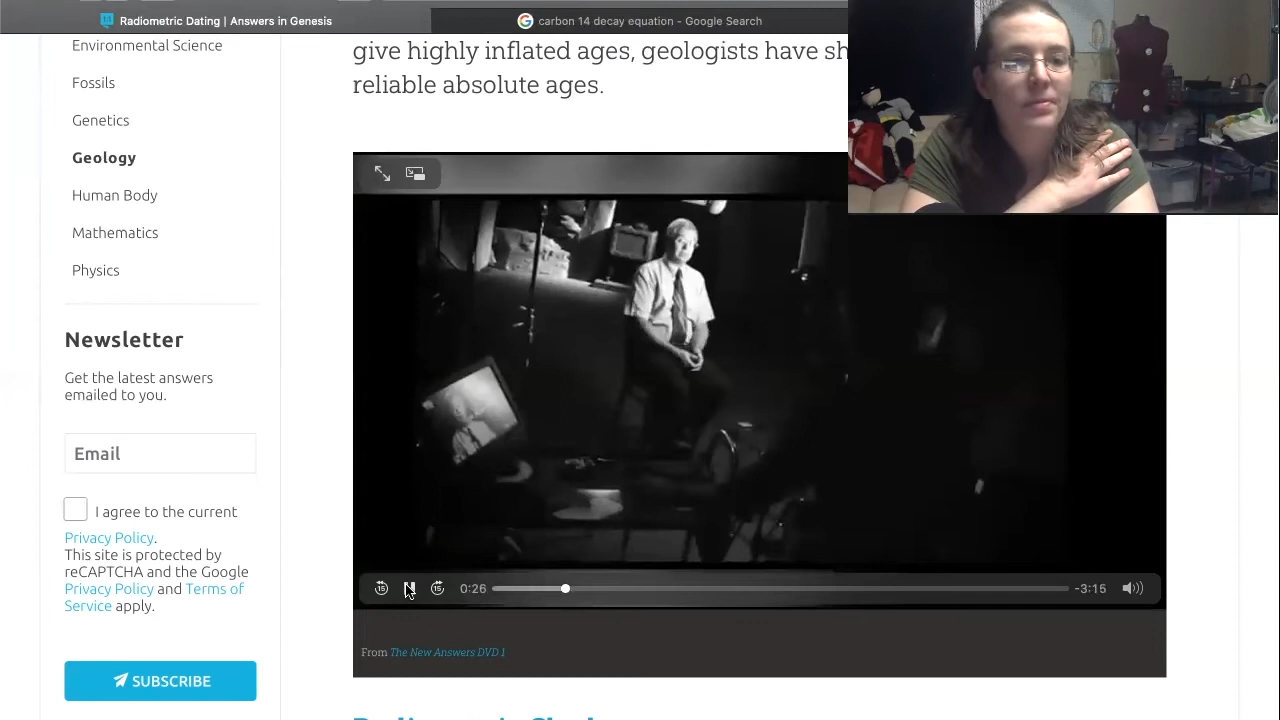 Radiometric Dating | Answers in Genesis
carbon 14 decay equation - Google Search
Environmental Science
Fossils
Genetics
Geology
Human Body
Mathematics
Physics
Newsletter
Get the latest answers
emailed to you.
Email
I agree to the current
Privacy Policy.
This site is protected by
reCAPTCHA and the Google
Privacy Policy and Terms of
Service apply.
SUBSCRIBE
give highly inflated ages, geologists have sh
reliable absolute ages.
15
15
0:26
-3:15
From The New Answers DVD 1